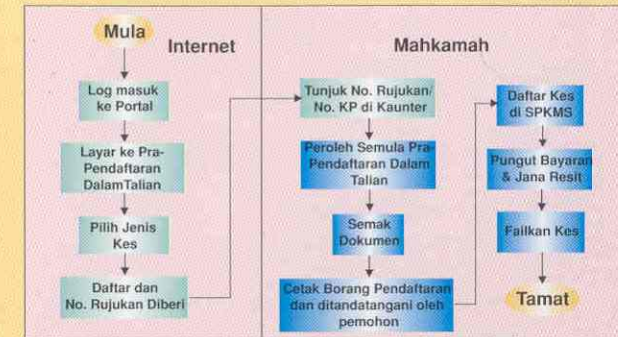 Mula
Internet
Log masuk
ke Portal
Layar ke Pra-
Pendaftaran
DalamTalian
Pilih Jenis
Kes
Daftar dan
No. Rujukan Diberi
Mahkamah
Tunjuk No. Rujukan/
No. KP di Kaunter
Peroleh Semula Pra-
Pendaftaran Dalam
Talian
Semak
Dokumen
Cetak Borang Pendaftaran
dan ditandatangani oleh
pemohon
Daftar Kes
di SPKMS
Pungut Bayaran
& Jana Resit
Failkan Kes
Tamat